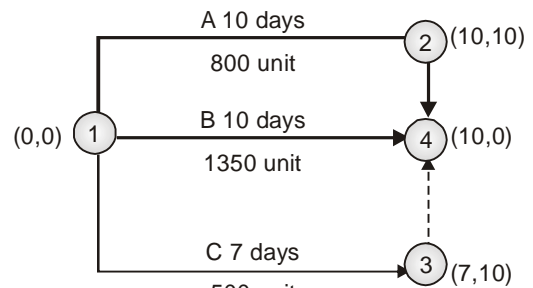 A 10 days
2 (10,10)
800 unit
B 10 days
(0,0) 1
4 (10,0)
1350 unit
C 7 days
3 (7,10)